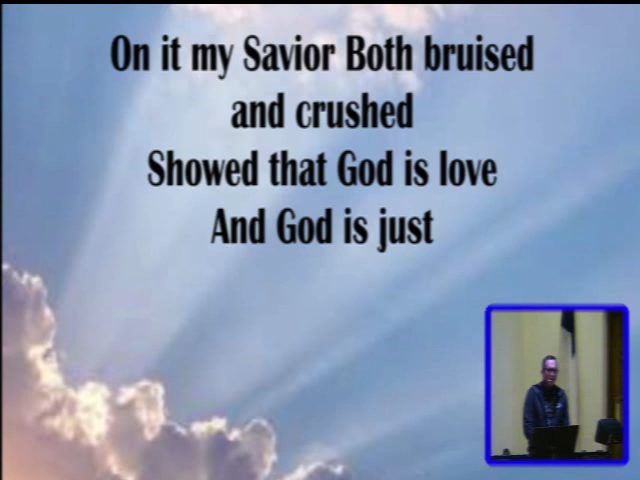 On it my Savior Both bruised
and crushed
Showed that God is love
And God is just